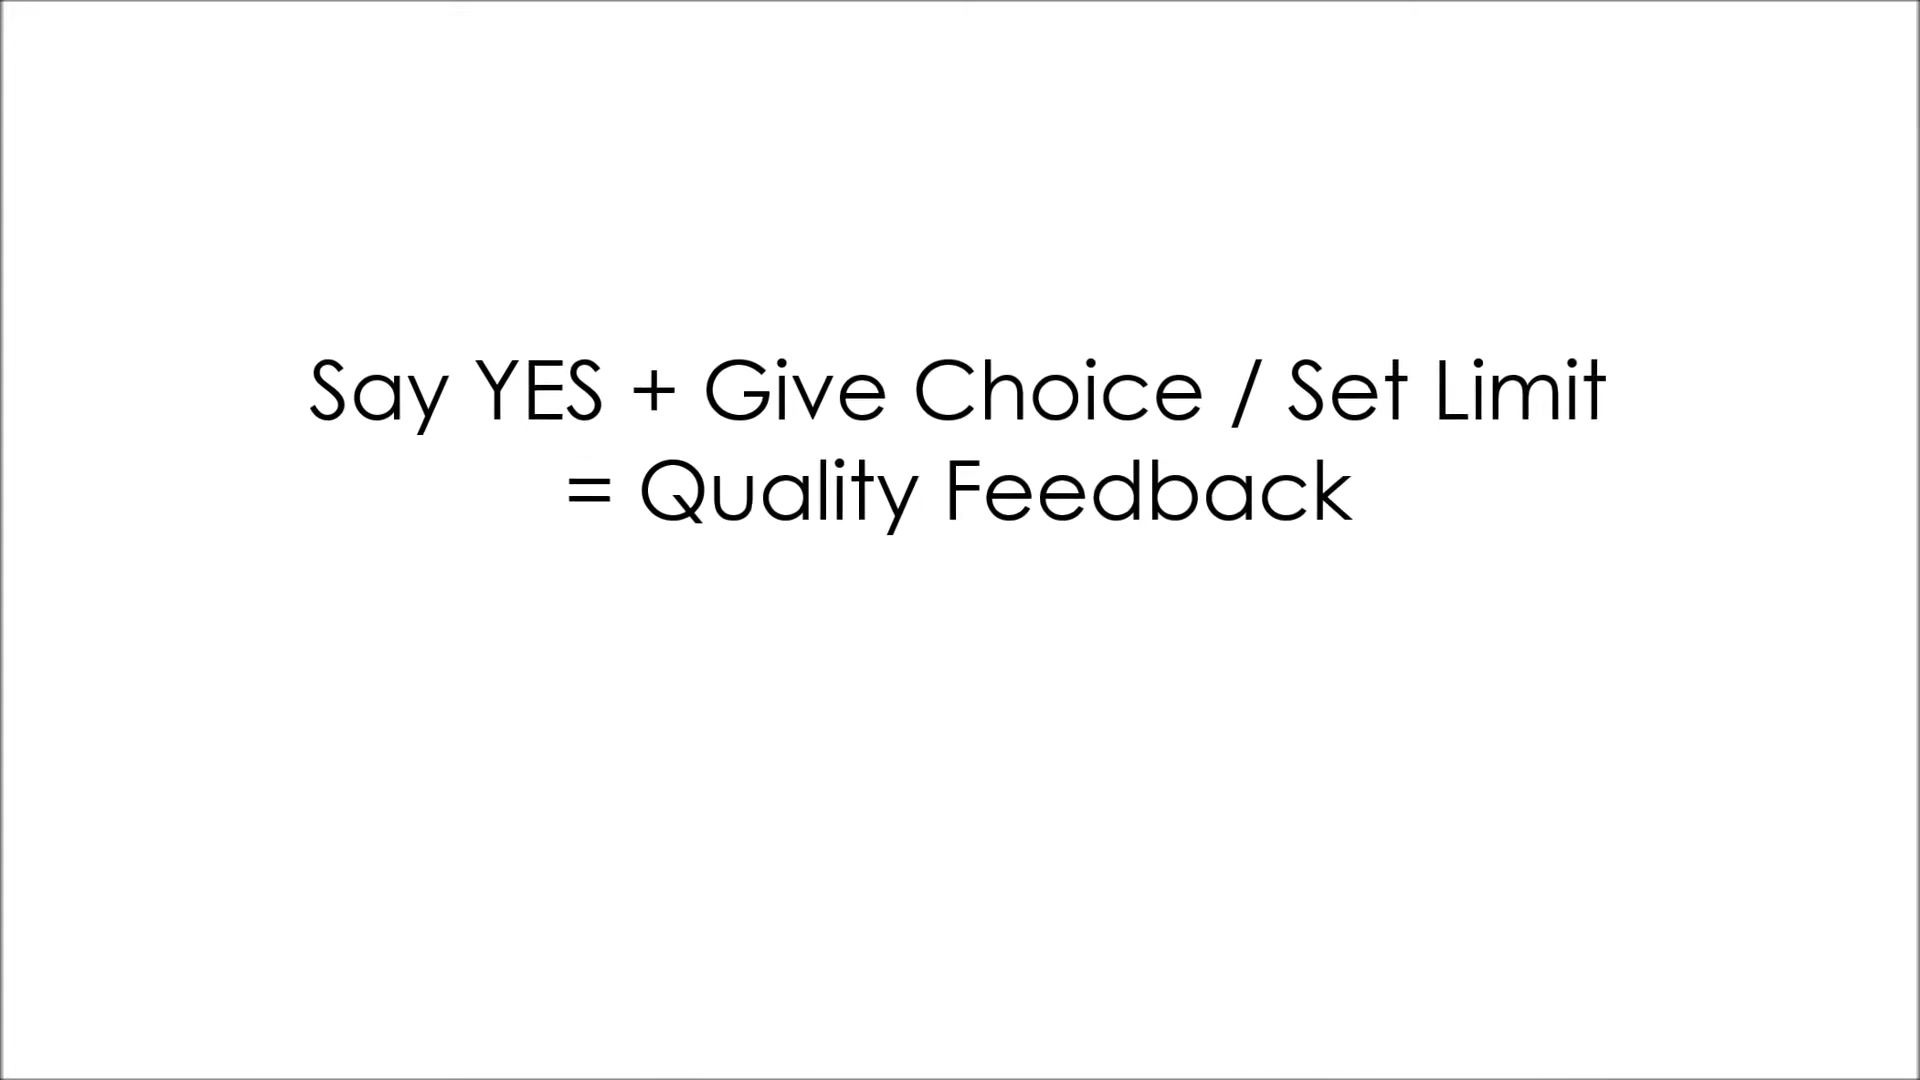 Say YES + Give Choice / Set Limit
= Quality Feedback